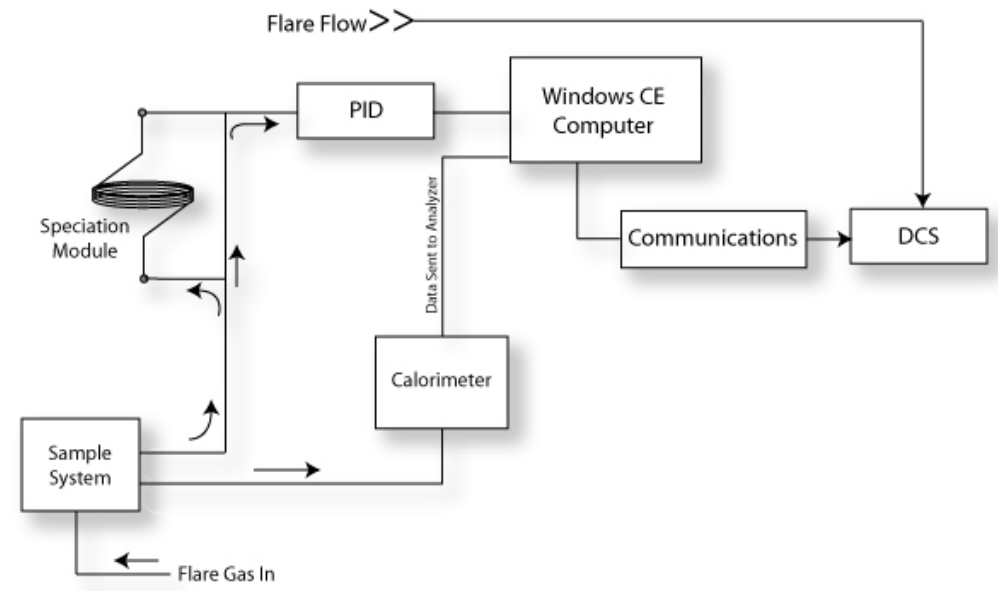 Flare Flow>>
PID
Windows CE
Computer
Speciation
Module
Data Sent to Analyzer
Communications
DCS
Calorimeter
Sample
System
Flare Gas In